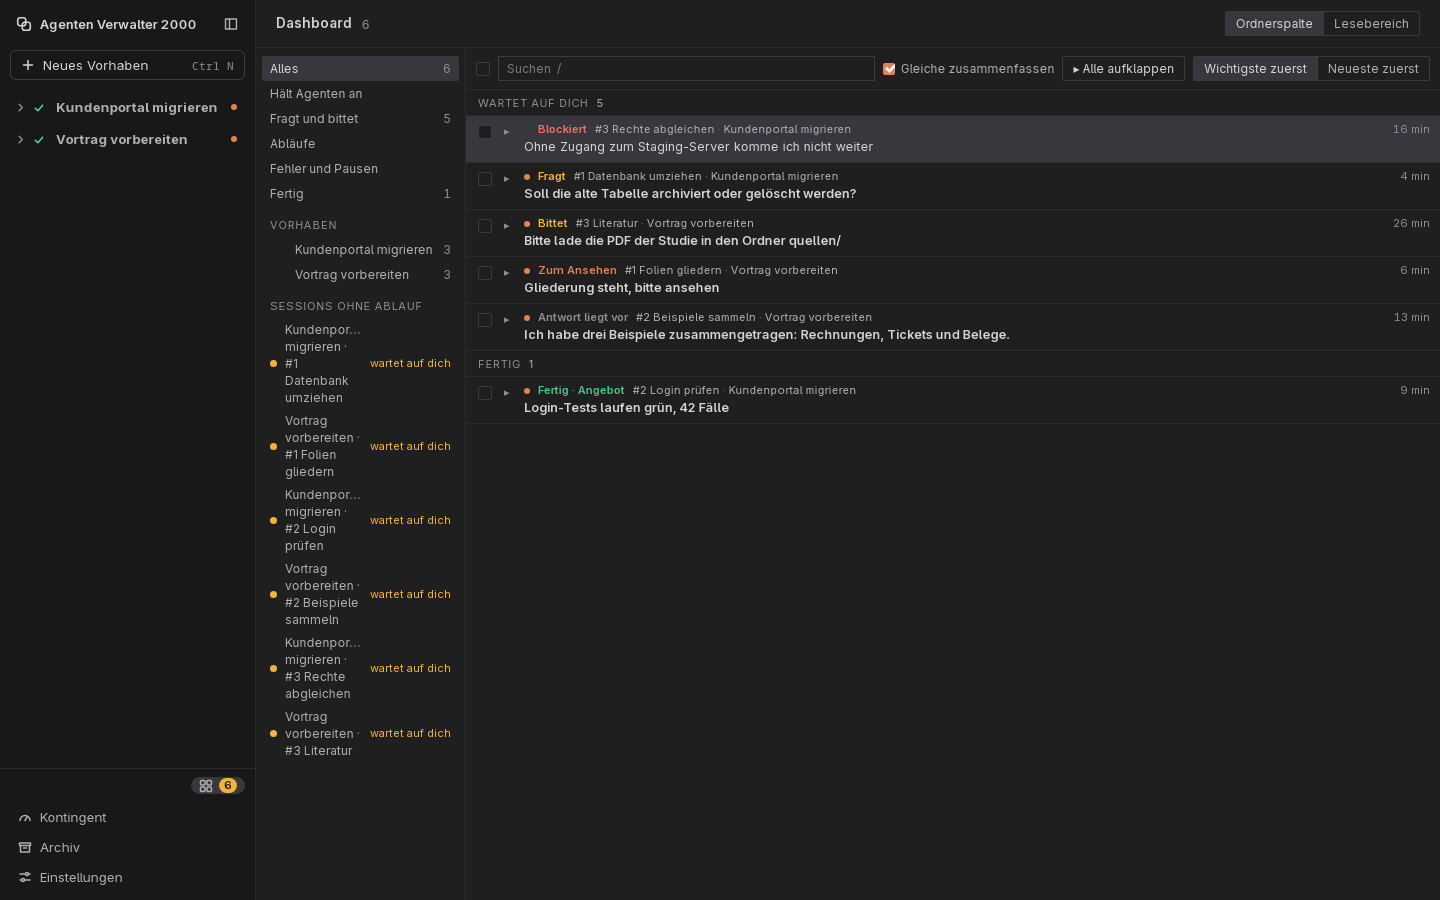 Agenten Verwalter 2000
Neues Vorhaben Ctrl N
Kundenportal migrieren
Vortrag vorbereiten
6
Kontingent
Archiv
Einstellungen
Dashboard 6
Ordnerspalte Lesebereich
Alles 6
Hält Agenten an
Fragt und bittet 5
Abläufe
Fehler und Pausen
Fertig 1
VORHABEN
Kundenportal migrieren 3
Vortrag vorbereiten 3
SESSIONS OHNE ABLAUF
Kundenpor…
migrieren ·
#1 wartet auf dich
Datenbank
umziehen
Vortrag
vorbereiten · wartet auf dich
#1 Folien
gliedern
Kundenpor…
migrieren · wartet auf dich
#2 Login
prüfen
Vortrag
vorbereiten · wartet auf dich
#2 Beispiele
sammeln
Kundenpor…
migrieren · wartet auf dich
#3 Rechte
abgleichen
Vortrag
vorbereiten · wartet auf dich
#3 Literatur
Suchen / Gleiche zusammenfassen ▸ Alle aufklappen Wichtigste zuerst Neueste zuerst
WARTET AUF DICH 5
Blockiert #3 Rechte abgleichen · Kundenportal migrieren 16 min
Ohne Zugang zum Staging-Server komme ich nicht weiter
Fragt #1 Datenbank umziehen · Kundenportal migrieren 4 min
Soll die alte Tabelle archiviert oder gelöscht werden?
Bittet #3 Literatur · Vortrag vorbereiten 26 min
Bitte lade die PDF der Studie in den Ordner quellen/
Zum Ansehen #1 Folien gliedern · Vortrag vorbereiten 6 min
Gliederung steht, bitte ansehen
Antwort liegt vor #2 Beispiele sammeln · Vortrag vorbereiten 13 min
Ich habe drei Beispiele zusammengetragen: Rechnungen, Tickets und Belege.
FERTIG 1
Fertig · Angebot #2 Login prüfen · Kundenportal migrieren 9 min
Login-Tests laufen grün, 42 Fälle